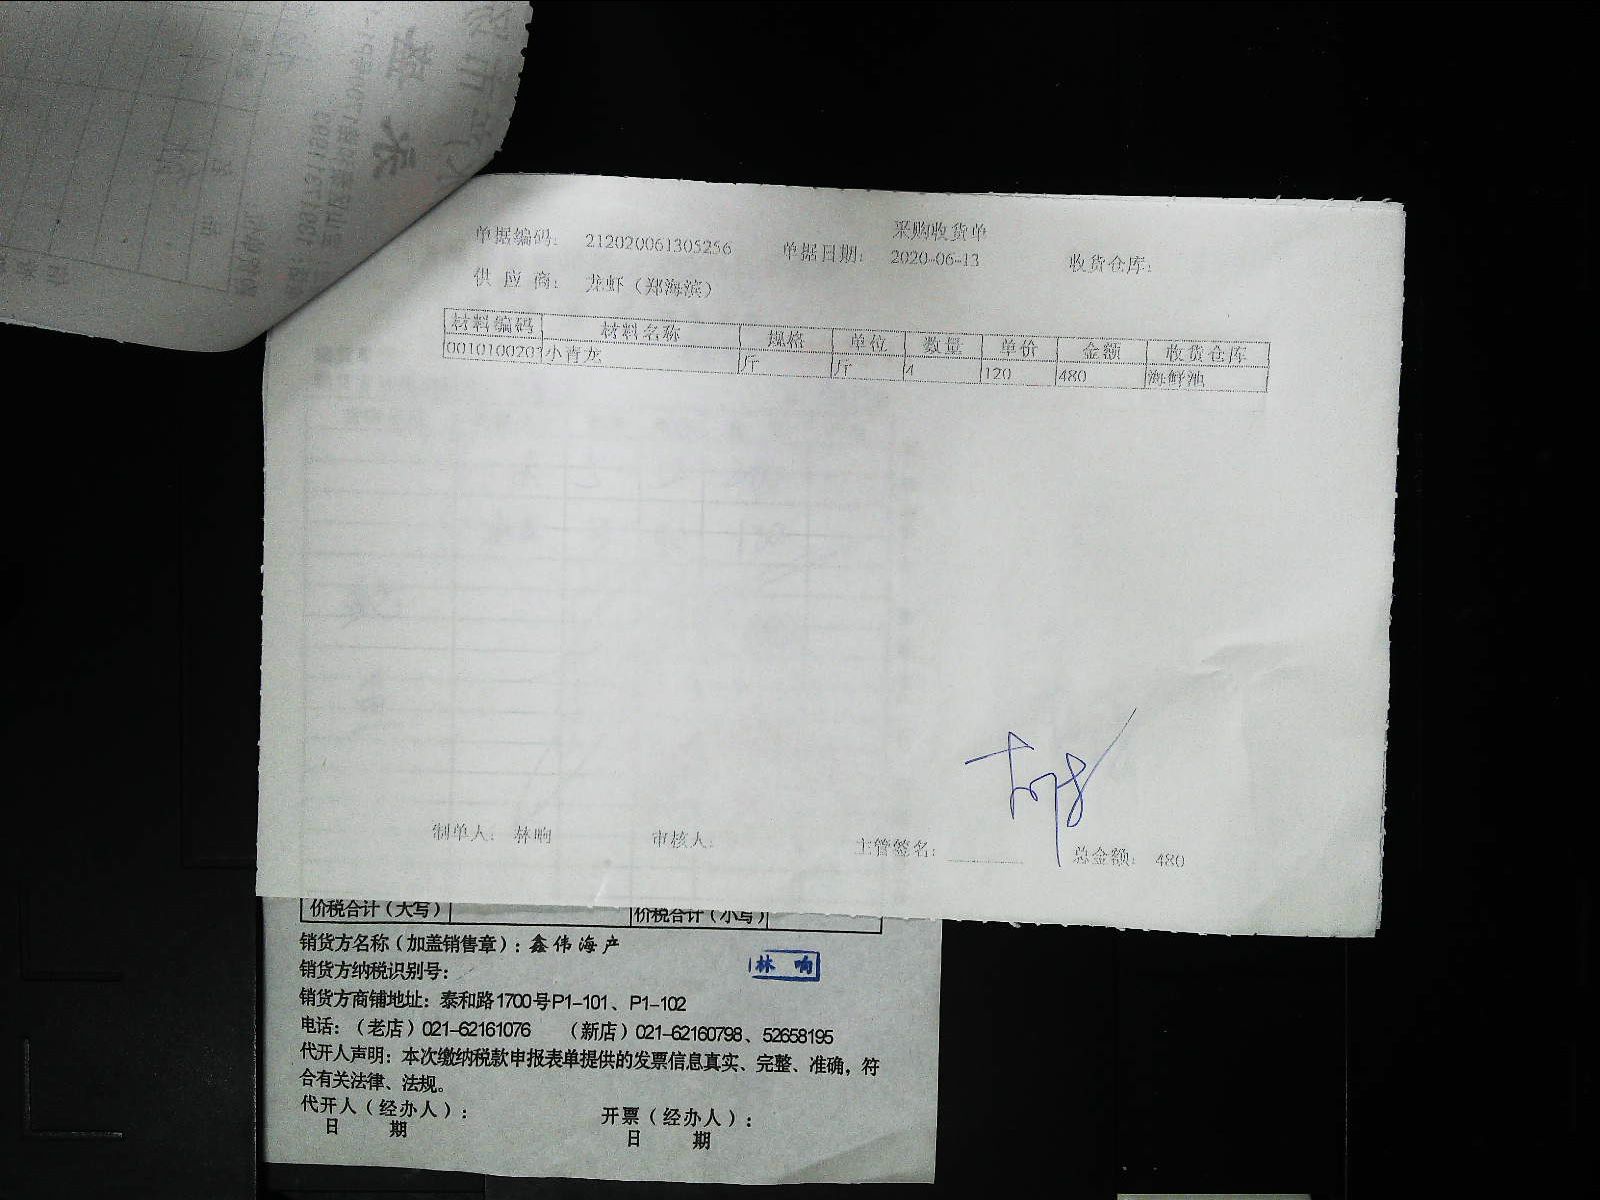 采购收货单
单据编码: 212020061305256 单据日期: 2020-06-13 收货仓库:
供应商: 龙虾（郑海滨）
材料编码 材料名称 规格 单位 数量 单价 金额 收货仓库
0010100201 小青龙 斤 斤 4 120 480 海鲜池
制单人: 林响 审核人: 主管签名: 总金额: 480
价税合计（大写） 价税合计（小写）
销货方名称（加盖销售章）: 鑫伟海产
林 响
销货方纳税识别号:
销货方商铺地址: 泰和路1700号P1-101、P1-102
电话: （老店）021-62161076 （新店）021-62160798、52658195
代开人声明: 本次缴纳税款申报表单提供的发票信息真实、完整、准确，符
合有关法律、法规。
代开人（经办人）: 开票（经办人）:
日 期 日 期